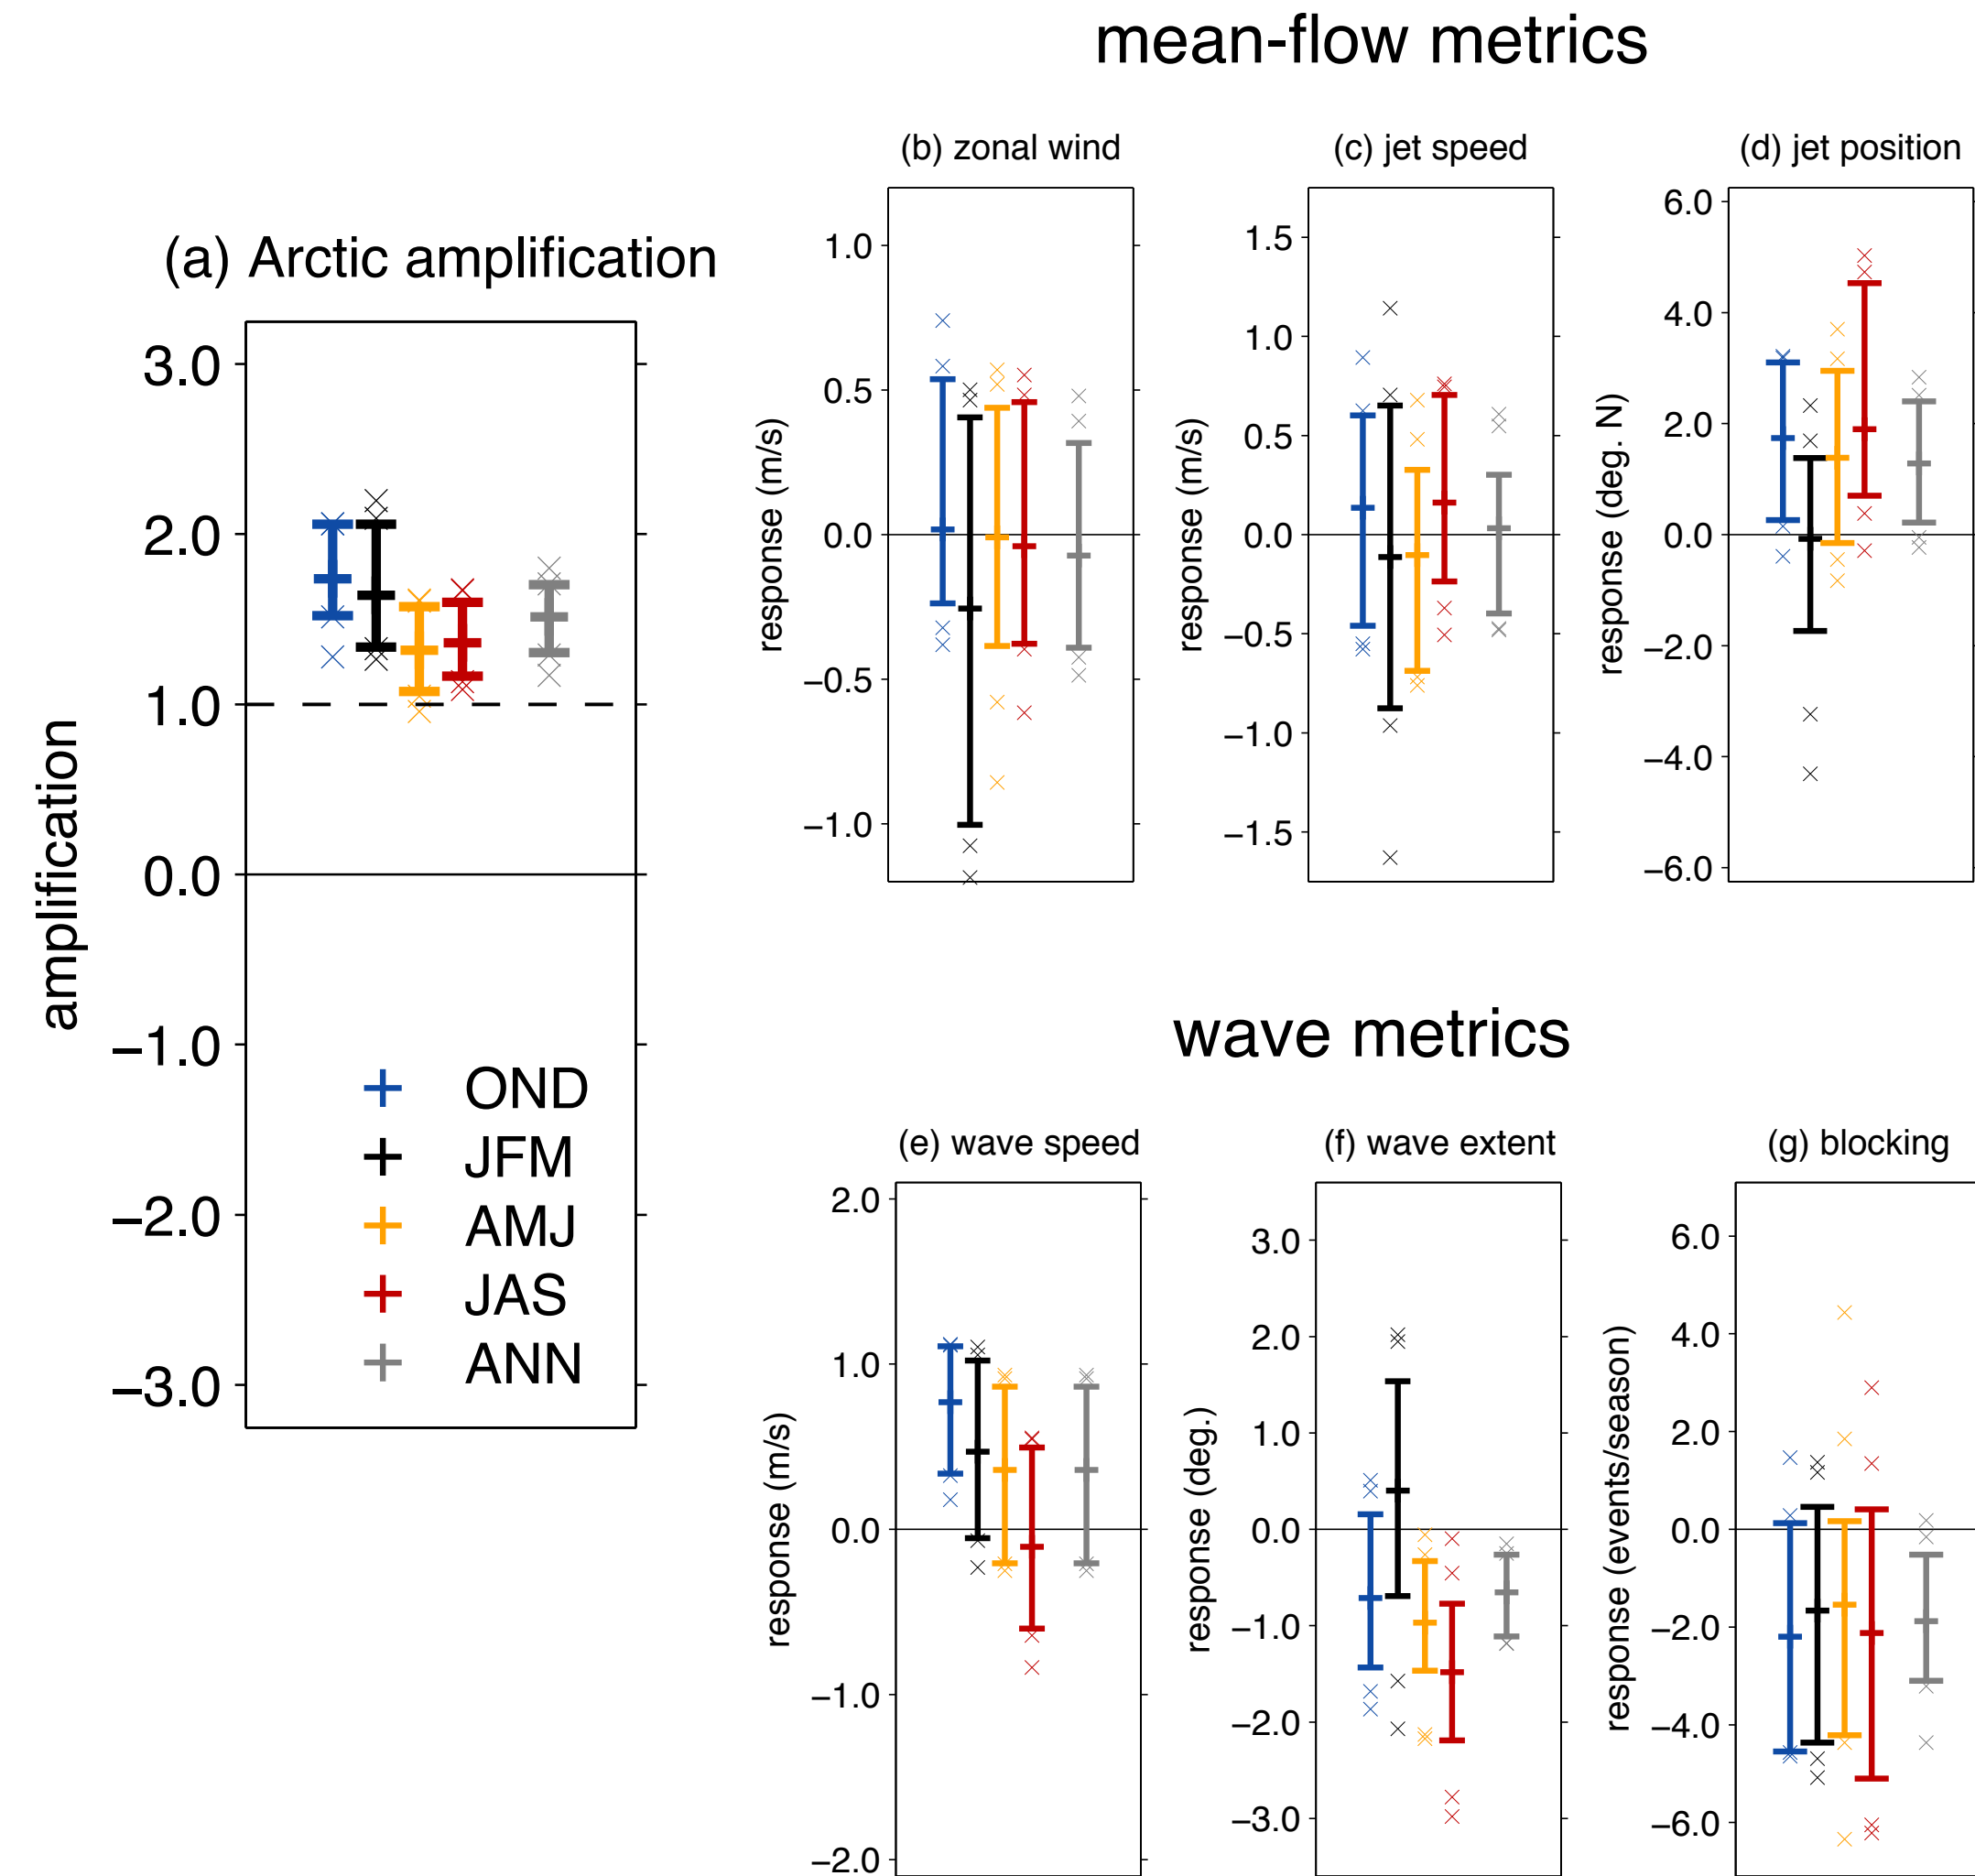 mean-flow metrics
(a) Arctic amplification
amplification
3.0
2.0
1.0
0.0
−1.0
−2.0
−3.0
OND
JFM
AMJ
JAS
ANN
(b) zonal wind
response (m/s)
1.0
0.5
0.0
−0.5
−1.0
(c) jet speed
response (m/s)
1.5
1.0
0.5
0.0
−0.5
−1.0
−1.5
(d) jet position
response (deg. N)
6.0
4.0
2.0
0.0
−2.0
−4.0
−6.0
wave metrics
(e) wave speed
response (m/s)
2.0
1.0
0.0
−1.0
−2.0
(f) wave extent
response (deg.)
3.0
2.0
1.0
0.0
−1.0
−2.0
−3.0
(g) blocking
response (events/season)
6.0
4.0
2.0
0.0
−2.0
−4.0
−6.0